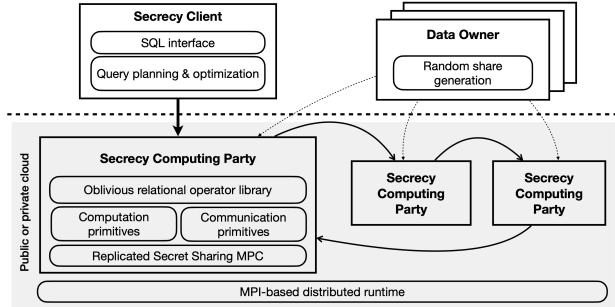 Secrecy Client
SQL interface
Query planning & optimization
Data Owner
Random share
generation
Public or private cloud
Secrecy Computing Party
Oblivious relational operator library
Computation
primitives
Communication
primitives
Replicated Secret Sharing MPC
Secrecy
Computing
Party
Secrecy
Computing
Party
MPI-based distributed runtime